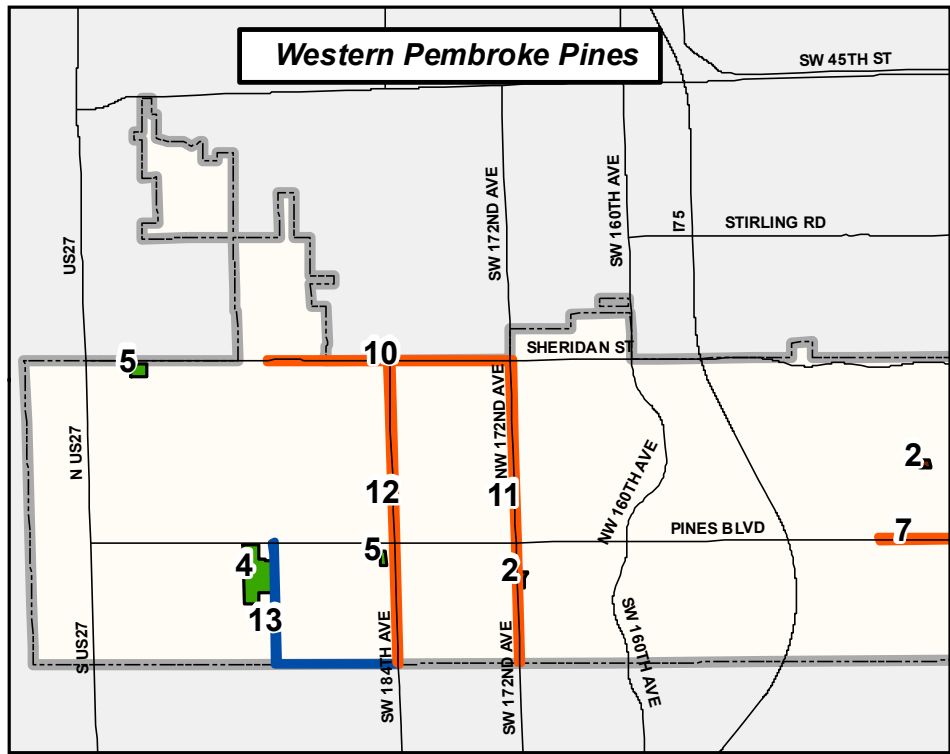 Western Pembroke Pines
SW 45TH ST
SW 172ND AVE
SW 160TH AVE
I75
STIRLING RD
US27
SHERIDAN ST
10
5
NW 172ND AVE
N US27
NW 160TH AVE
2
12
11
PINES BLVD
7
5
4
2
13
S US27
SW 184TH AVE
SW 172ND AVE
SW 160TH AVE